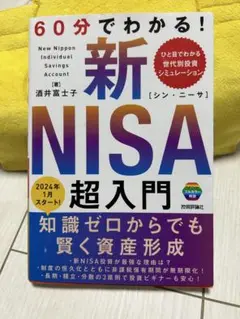 60分でわかる!
New Nippon
Individual
Savings
Account
[著]
酒井富士子
ひと目でわかる
世代別投資
シミュレーション
新
[シン・ニーサ]
NISA
2024年
1月
スタート!
超入門
技術評論社
知識ゼロからでも
賢く資産形成
・新NISA投資が最強な理由は?
・制度の恒久化とともに非課税保有期間が無期限化!
・長期・積立・分散の3原則で投資ビギナーも安心!